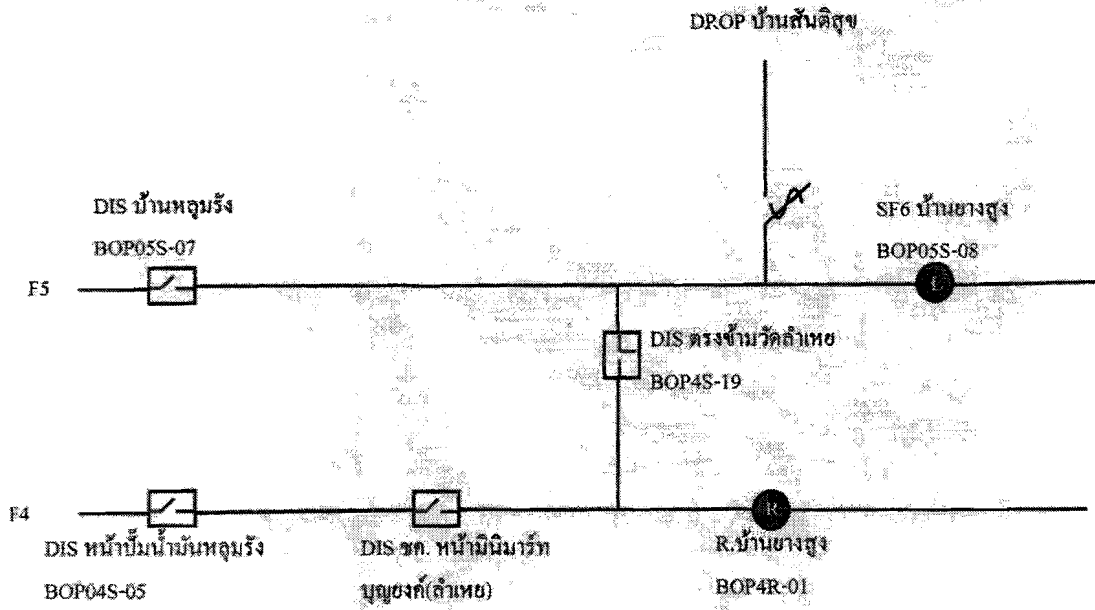 DROP บ้านสันติสุข
DIS บ้านหลุมรัง
BOP05S-07
SF6 บ้านยางสูง
BOP05S-08
F5
DIS ตรงข้ามวัดลำเหย
BOP4S-19
F4
R
DIS หน้าปั๊มน้ำมันหลุมรัง
BOP04S-05
DIS ชต. หน้ามินิมาร์ท
บุญยงค์(ลำเหย)
R.บ้านยางสูง
BOP4R-01